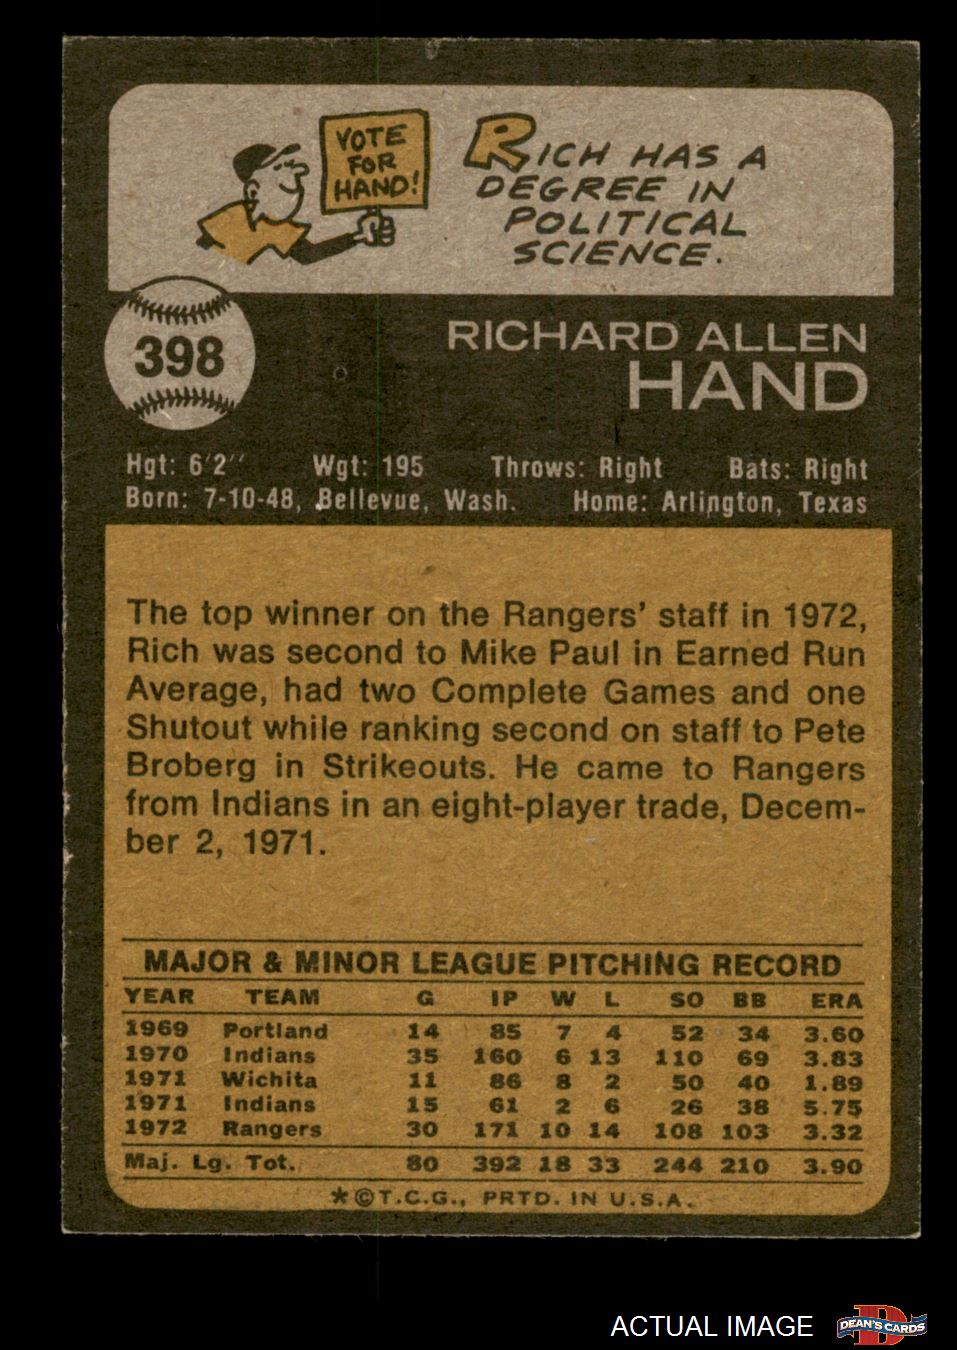 VOTE
FOR
HAND!
RICH HAS A
DEGREE IN
POLITICAL
SCIENCE.
398
RICHARD ALLEN
HAND
Hgt: 6'2" Wgt: 195 Throws: Right Bats: Right
Born: 7-10-48, Bellevue, Wash. Home: Arlington, Texas
The top winner on the Rangers' staff in 1972,
Rich was second to Mike Paul in Earned Run
Average, had two Complete Games and one
Shutout while ranking second on staff to Pete
Broberg in Strikeouts. He came to Rangers
from Indians in an eight-player trade, Decem-
ber 2, 1971.
MAJOR & MINOR LEAGUE PITCHING RECORD
YEAR TEAM G IP W L SO BB ERA
1969 Portland 14 85 7 4 52 34 3.60
1970 Indians 35 160 6 13 110 69 3.83
1971 Wichita 11 86 8 2 50 40 1.89
1971 Indians 15 61 2 6 26 38 5.75
1972 Rangers 30 171 10 14 108 103 3.32
Maj. Lg. Tot. 80 392 18 33 244 210 3.90
*©T.C.G., PRTD. IN U.S.A.
ACTUAL IMAGE
D
DEAN'S CARDS